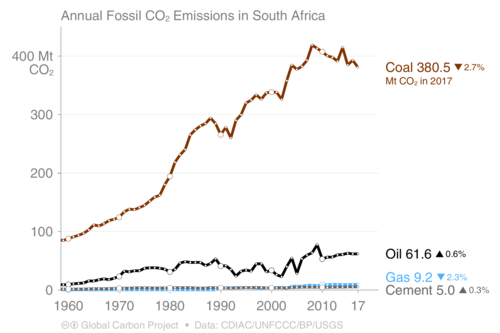 Annual Fossil CO₂ Emissions in South Africa
400 Mt
CO₂
300
200
100
0
1960
1970
1980
1990
2000
2010
17
Coal 380.5 ▼2.7%
Mt CO₂ in 2017
Oil 61.6 ▲0.6%
Gas 9.2 ▼2.3%
Cement 5.0 ▲0.3%
Global Carbon Project • Data: CDIAC/UNFCCC/BP/USGS